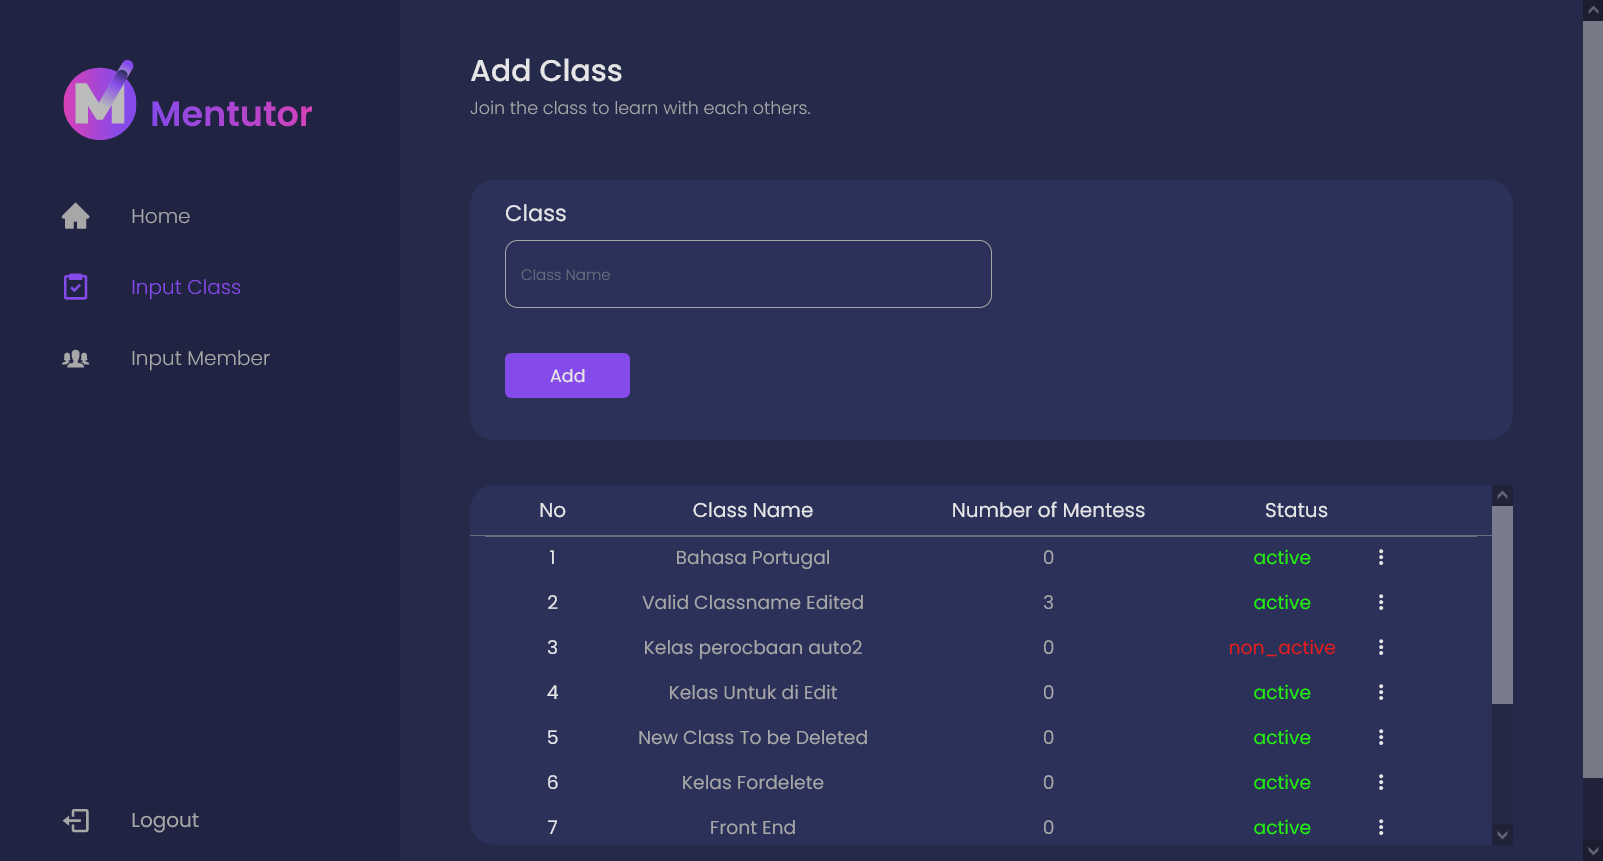 Mentutor
Home
Input Class
Input Member
Logout
Add Class
Join the class to learn with each others.
Class
Class Name
Add
No Class Name Number of Mentess Status
1 Bahasa Portugal 0 active
2 Valid Classname Edited 3 active
3 Kelas perocbaan auto2 0 non_active
4 Kelas Untuk di Edit 0 active
5 New Class To be Deleted 0 active
6 Kelas Fordelete 0 active
7 Front End 0 active